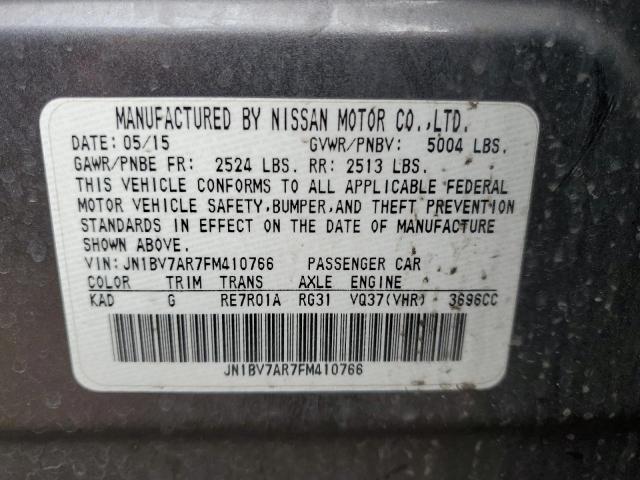 MANUFACTURED BY NISSAN MOTOR CO.,LTD.
DATE: 05/15 GVWR/PNBV: 5004 LBS.
GAWR/PNBE FR: 2524 LBS. RR: 2513 LBS.
THIS VEHICLE CONFORMS TO ALL APPLICABLE FEDERAL
MOTOR VEHICLE SAFETY,BUMPER,AND THEFT PREVENTION
STANDARDS IN EFFECT ON THE DATE OF MANUFACTURE
SHOWN ABOVE.
VIN:JN1BV7AR7FM410766 PASSENGER CAR
COLOR TRIM TRANS AXLE ENGINE
KAD G RE7R01A RG31 VQ37(VHR) 3696CC
JN1BV7AR7FM410766